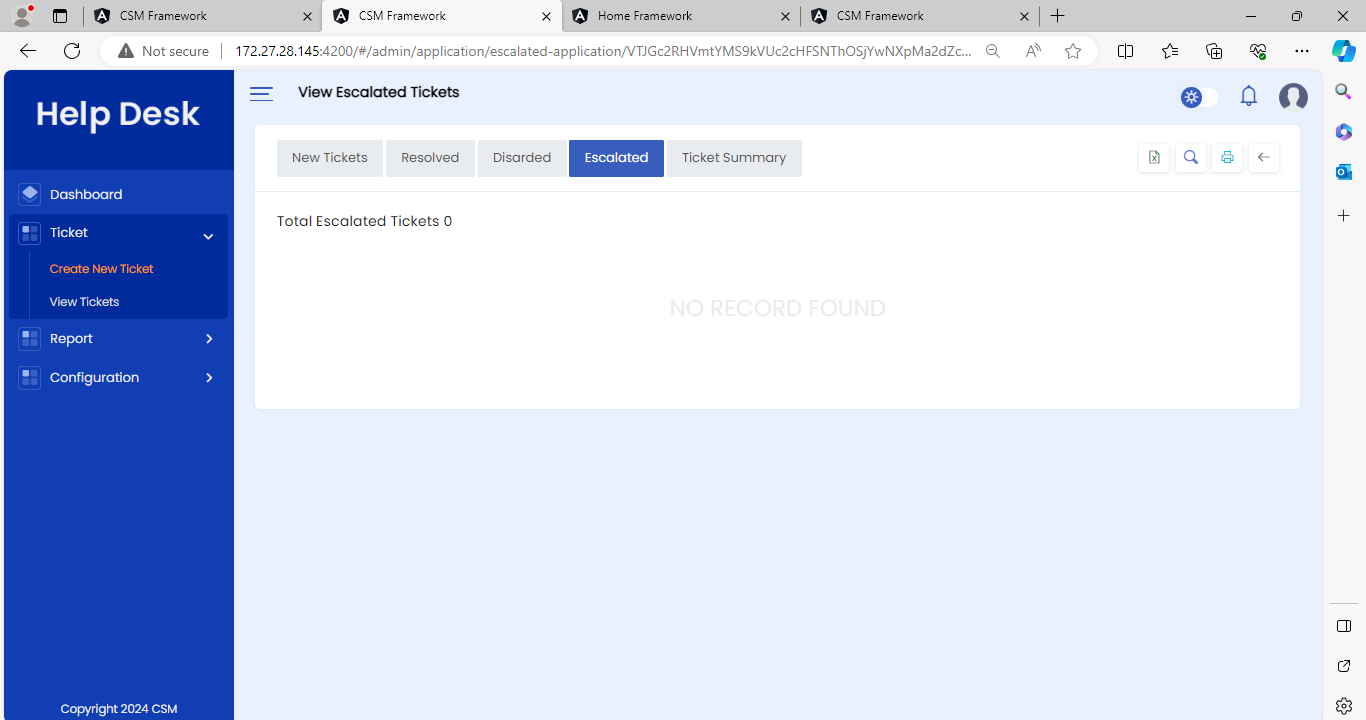 CSM Framework
CSM Framework
Home Framework
CSM Framework
Not secure
172.27.28.145:4200/#/admin/application/escalated-application/VTJGc2RHVmtYMS9kVUc2cHFSNThOSjYwNXpMa2dZc...
Help Desk
View Escalated Tickets
New Tickets
Resolved
Disarded
Escalated
Ticket Summary
Dashboard
Ticket
Create New Ticket
View Tickets
Report
Configuration
Total Escalated Tickets 0
NO RECORD FOUND
Copyright 2024 CSM